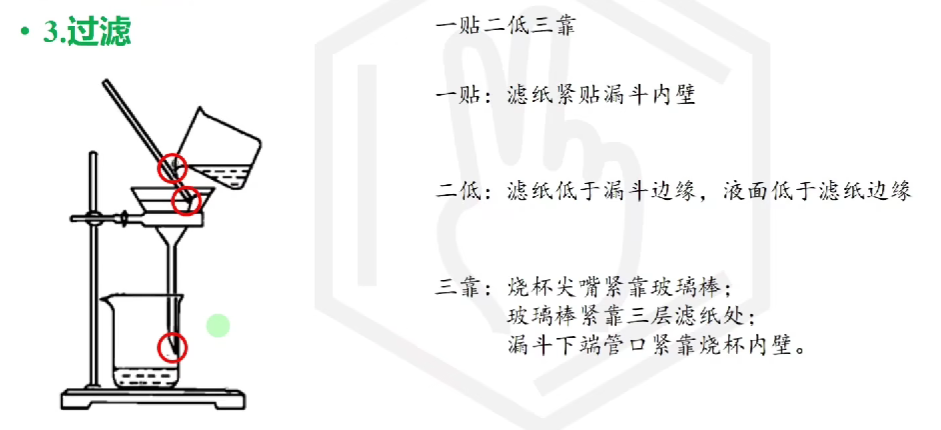 • 3.过滤
一贴二低三靠
一贴：滤纸紧贴漏斗内壁
二低：滤纸低于漏斗边缘，液面低于滤纸边缘
三靠：烧杯尖嘴紧靠玻璃棒；
玻璃棒紧靠三层滤纸处；
漏斗下端管口紧靠烧杯内壁。